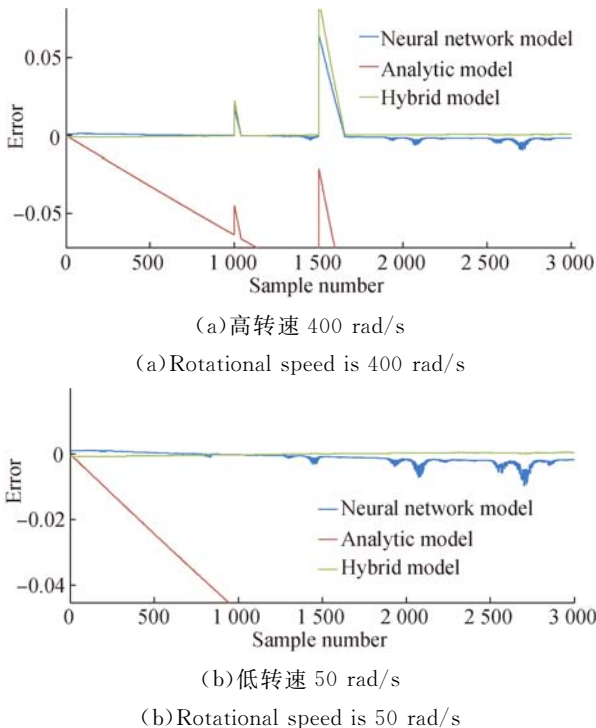 Neural network model
Analytic model
Hybrid model
Error
0.05
0
−0.05
0 500 1 000 1 500 2 000 2 500 3 000
Sample number
(a)高转速 400 rad/s
(a)Rotational speed is 400 rad/s
Error
0
−0.02
−0.04
Neural network model
Analytic model
Hybrid model
0 500 1 000 1 500 2 000 2 500 3 000
Sample number
(b)低转速 50 rad/s
(b)Rotational speed is 50 rad/s